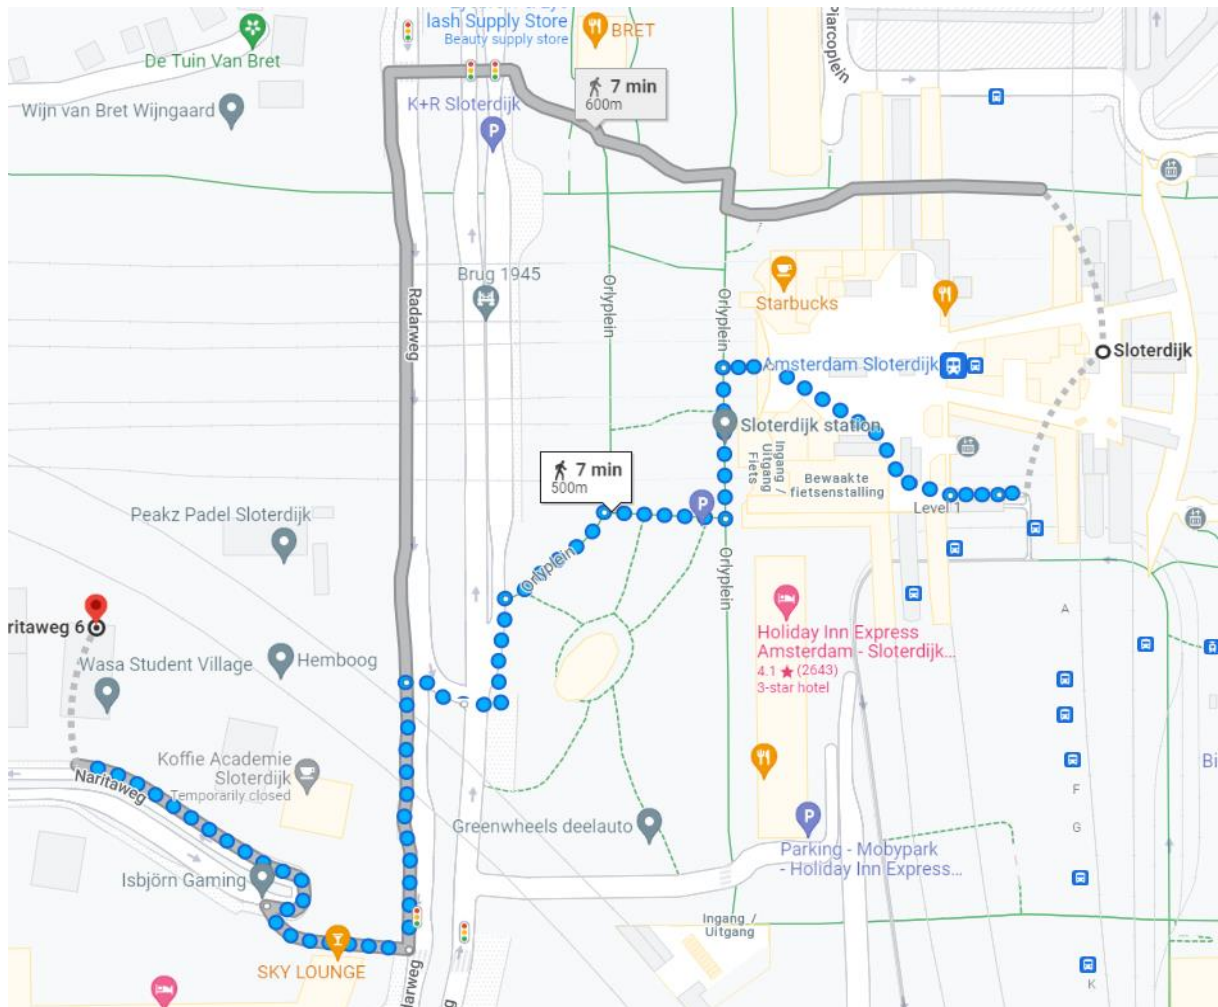 lash Supply Store
Beauty supply store
BRET
De Tuin Van Bret
Piarcoplein
7 min
600m
Wijn van Bret Wijngaard
K+R Sloterdijk
P
Brug 1945
Radarweg
Orlyplein
Orlyplein
Starbucks
Sloterdijk
Amsterdam Sloterdijk
Sloterdijk station
Ingang /
Uitgang
Fiets
Bewaakte
fietsenstalling
7 min
500m
P
Level 1
Peakz Padel Sloterdijk
Orlyplein
Orlyplein
ritaweg 6
A
Holiday Inn Express
Amsterdam - Sloterdijk...
4.1 ★ (2643)
3-star hotel
Wasa Student Village
Hemboog
Koffie Academie
Sloterdijk
Temporarily closed
Naritaweg
Bi
F
G
Greenwheels deelauto
P
Parking - Mobypark
- Holiday Inn Express...
Isbjörn Gaming
Ingang /
Uitgang
SKY LOUNGE
darweg
g
K